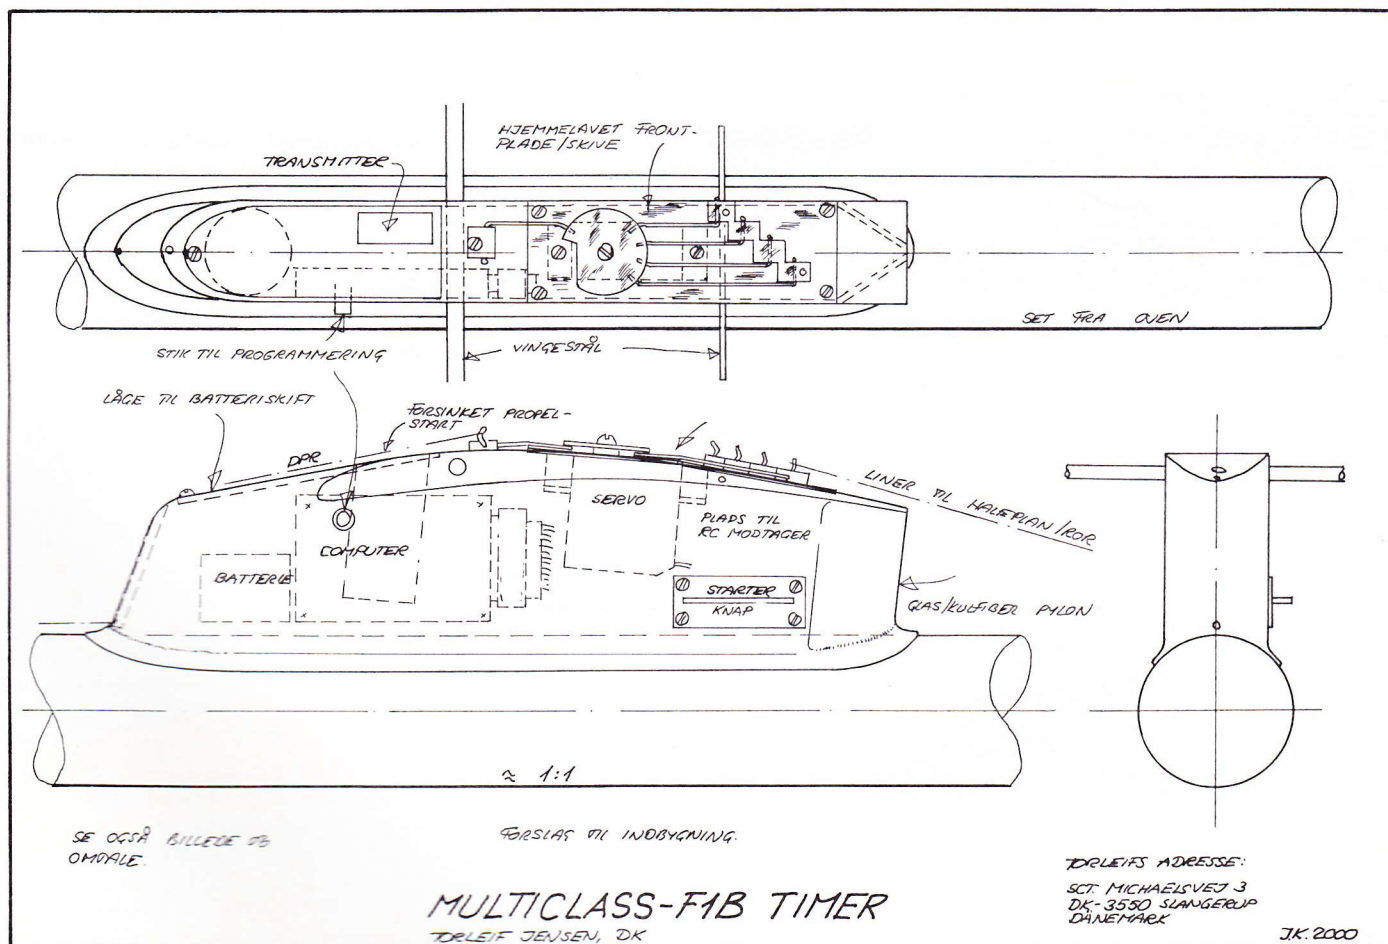 HJEMMELAVET FRONT-
PLADE/SKIVE
TRANSMITTER
SET FRA OVEN
STIK TIL PROGRAMMERING
VINGESTÅL
LÅGE TIL BATTERISKIFT
FORSINKET PROPEL-
START
DPR
LINER TIL HALEPLAN/ROR
SERVO
PLADS TIL
RC MODTAGER
COMPUTER
BATTERIE
STARTER
KNAP
GLAS/KULFIBER PYLON
≈ 1:1
SE OGSÅ BILLEDE OG
OMTALE.
FORSLAG TIL INDBYGNING.
TORLEIFS ADRESSE:
SCT. MICHAELSVEJ 3
DK-3550 SLANGERUP
DÄNEMARK
MULTICLASS-F1B TIMER
TORLEIF JENSEN, DK
J.K. 2000